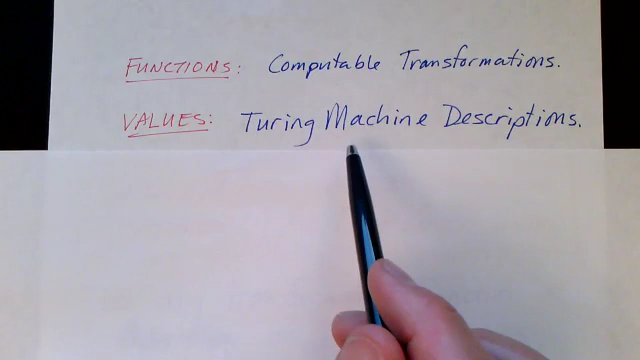 FUNCTIONS: Computable Transformations.
VALUES: Turing Machine Descriptions.